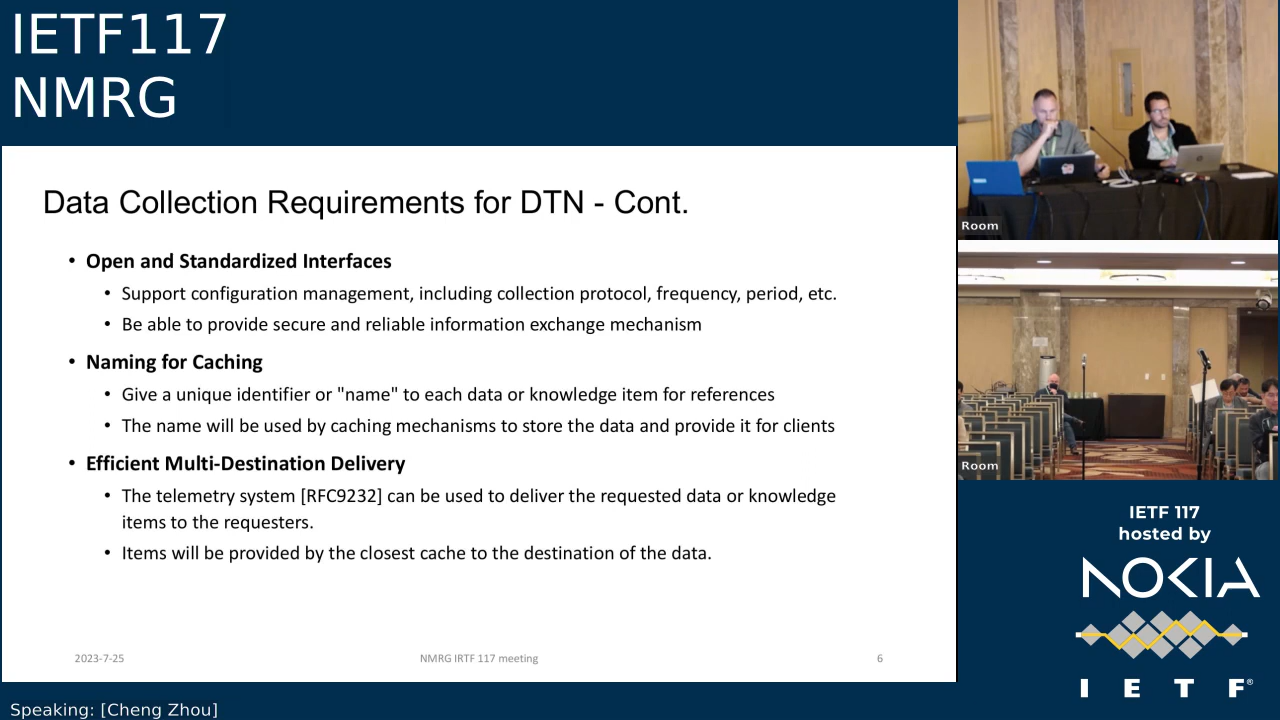 IETF117
NMRG
Data Collection Requirements for DTN - Cont.
• Open and Standardized Interfaces
• Support configuration management, including collection protocol, frequency, period, etc.
• Be able to provide secure and reliable information exchange mechanism
• Naming for Caching
• Give a unique identifier or "name" to each data or knowledge item for references
• The name will be used by caching mechanisms to store the data and provide it for clients
• Efficient Multi-Destination Delivery
• The telemetry system [RFC9232] can be used to deliver the requested data or knowledge
items to the requesters.
• Items will be provided by the closest cache to the destination of the data.
2023-7-25
NMRG IRTF 117 meeting
6
Speaking: [Cheng Zhou]
Room
Room
IETF 117
hosted by
NOKIA
I E T F®